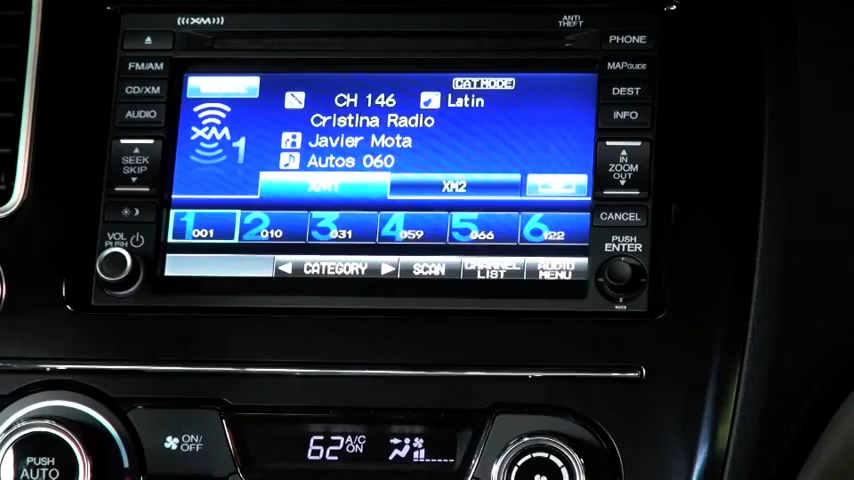 (((XM)))
ANTI THEFT
PHONE
FM/AM
MAP GUIDE
CAT MODE
CD/XM
DEST
CH 146 Latin
AUDIO
Cristina Radio
INFO
XM 1
Javier Mota
SEEK SKIP
Autos 060
IN ZOOM OUT
XM1 XM2
1 001 2 010 3 031 4 059 5 066 6 122
CANCEL
VOL PUSH
PUSH ENTER
CATEGORY SCAN CHANNEL LIST AUDIO MENU
ON/OFF
62 A/C ON
PUSH AUTO